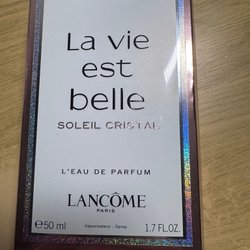 La vie
est
belle
SOLEIL CRISTAL
L'EAU DE PARFUM
LANCÔME
PARIS
Vaporisateur - Spray
℮50 ml 1.7 FL.OZ.